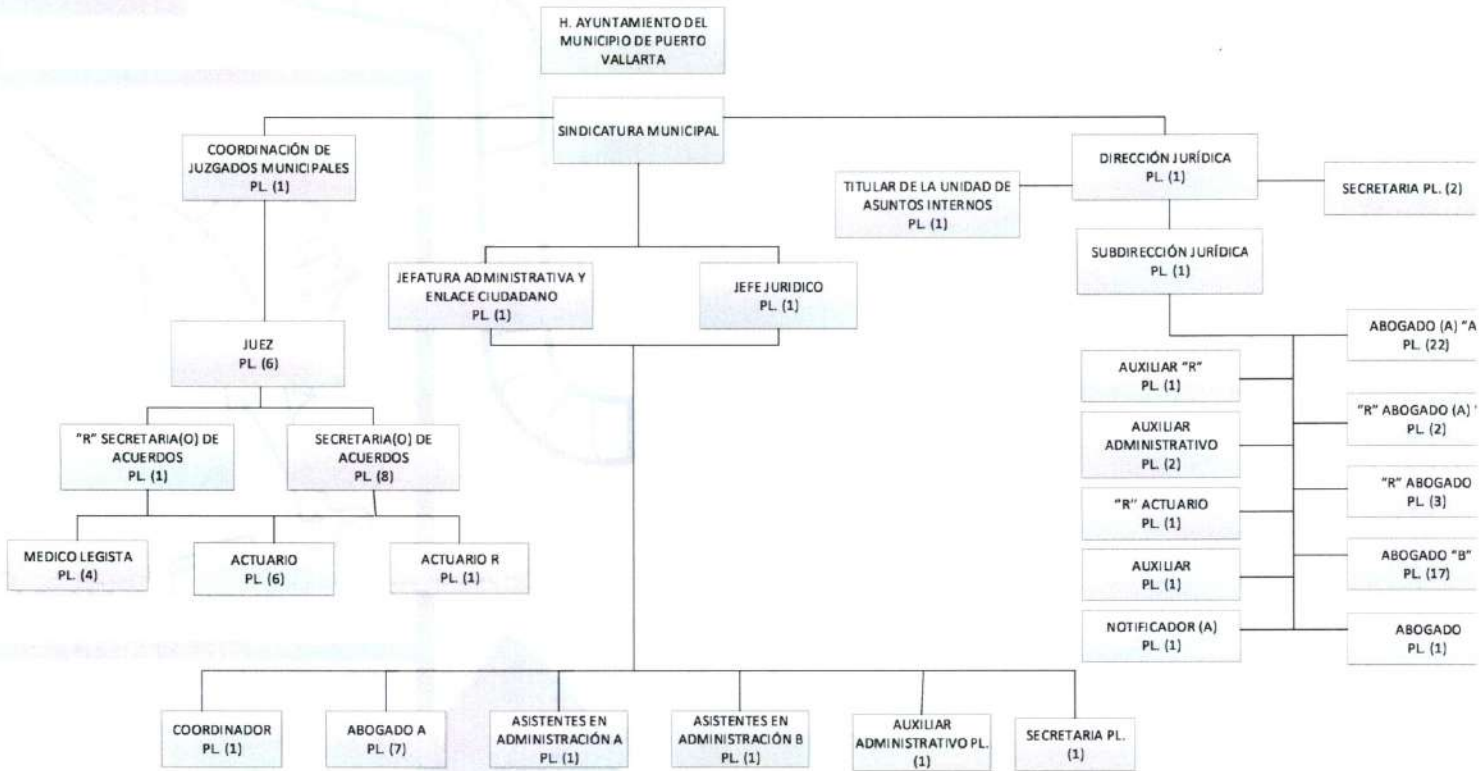 H. AYUNTAMIENTO DEL
MUNICIPIO DE PUERTO
VALLARTA
SINDICATURA MUNICIPAL
COORDINACIÓN DE
JUZGADOS MUNICIPALES
PL. (1)
DIRECCIÓN JURÍDICA
PL. (1)
TITULAR DE LA UNIDAD DE
ASUNTOS INTERNOS
PL. (1)
SECRETARIA PL. (2)
SUBDIRECCIÓN JURÍDICA
PL. (1)
JEFATURA ADMINISTRATIVA Y
ENLACE CIUDADANO
PL. (1)
JEFE JURIDICO
PL. (1)
JUEZ
PL. (6)
"R" SECRETARIA(O) DE
ACUERDOS
PL. (1)
SECRETARIA(O) DE
ACUERDOS
PL. (8)
MEDICO LEGISTA
PL. (4)
ACTUARIO
PL. (6)
ACTUARIO R
PL. (1)
AUXILIAR "R"
PL. (1)
AUXILIAR
ADMINISTRATIVO
PL. (2)
"R" ACTUARIO
PL. (1)
AUXILIAR
PL. (1)
NOTIFICADOR (A)
PL. (1)
ABOGADO (A) "A
PL. (22)
"R" ABOGADO (A) "
PL. (2)
"R" ABOGADO
PL. (3)
ABOGADO "B"
PL. (17)
ABOGADO
PL. (1)
COORDINADOR
PL. (1)
ABOGADO A
PL. (7)
ASISTENTES EN
ADMINISTRACIÓN A
PL. (1)
ASISTENTES EN
ADMINISTRACIÓN B
PL. (1)
AUXILIAR
ADMINISTRATIVO PL.
(1)
SECRETARIA PL.
(1)